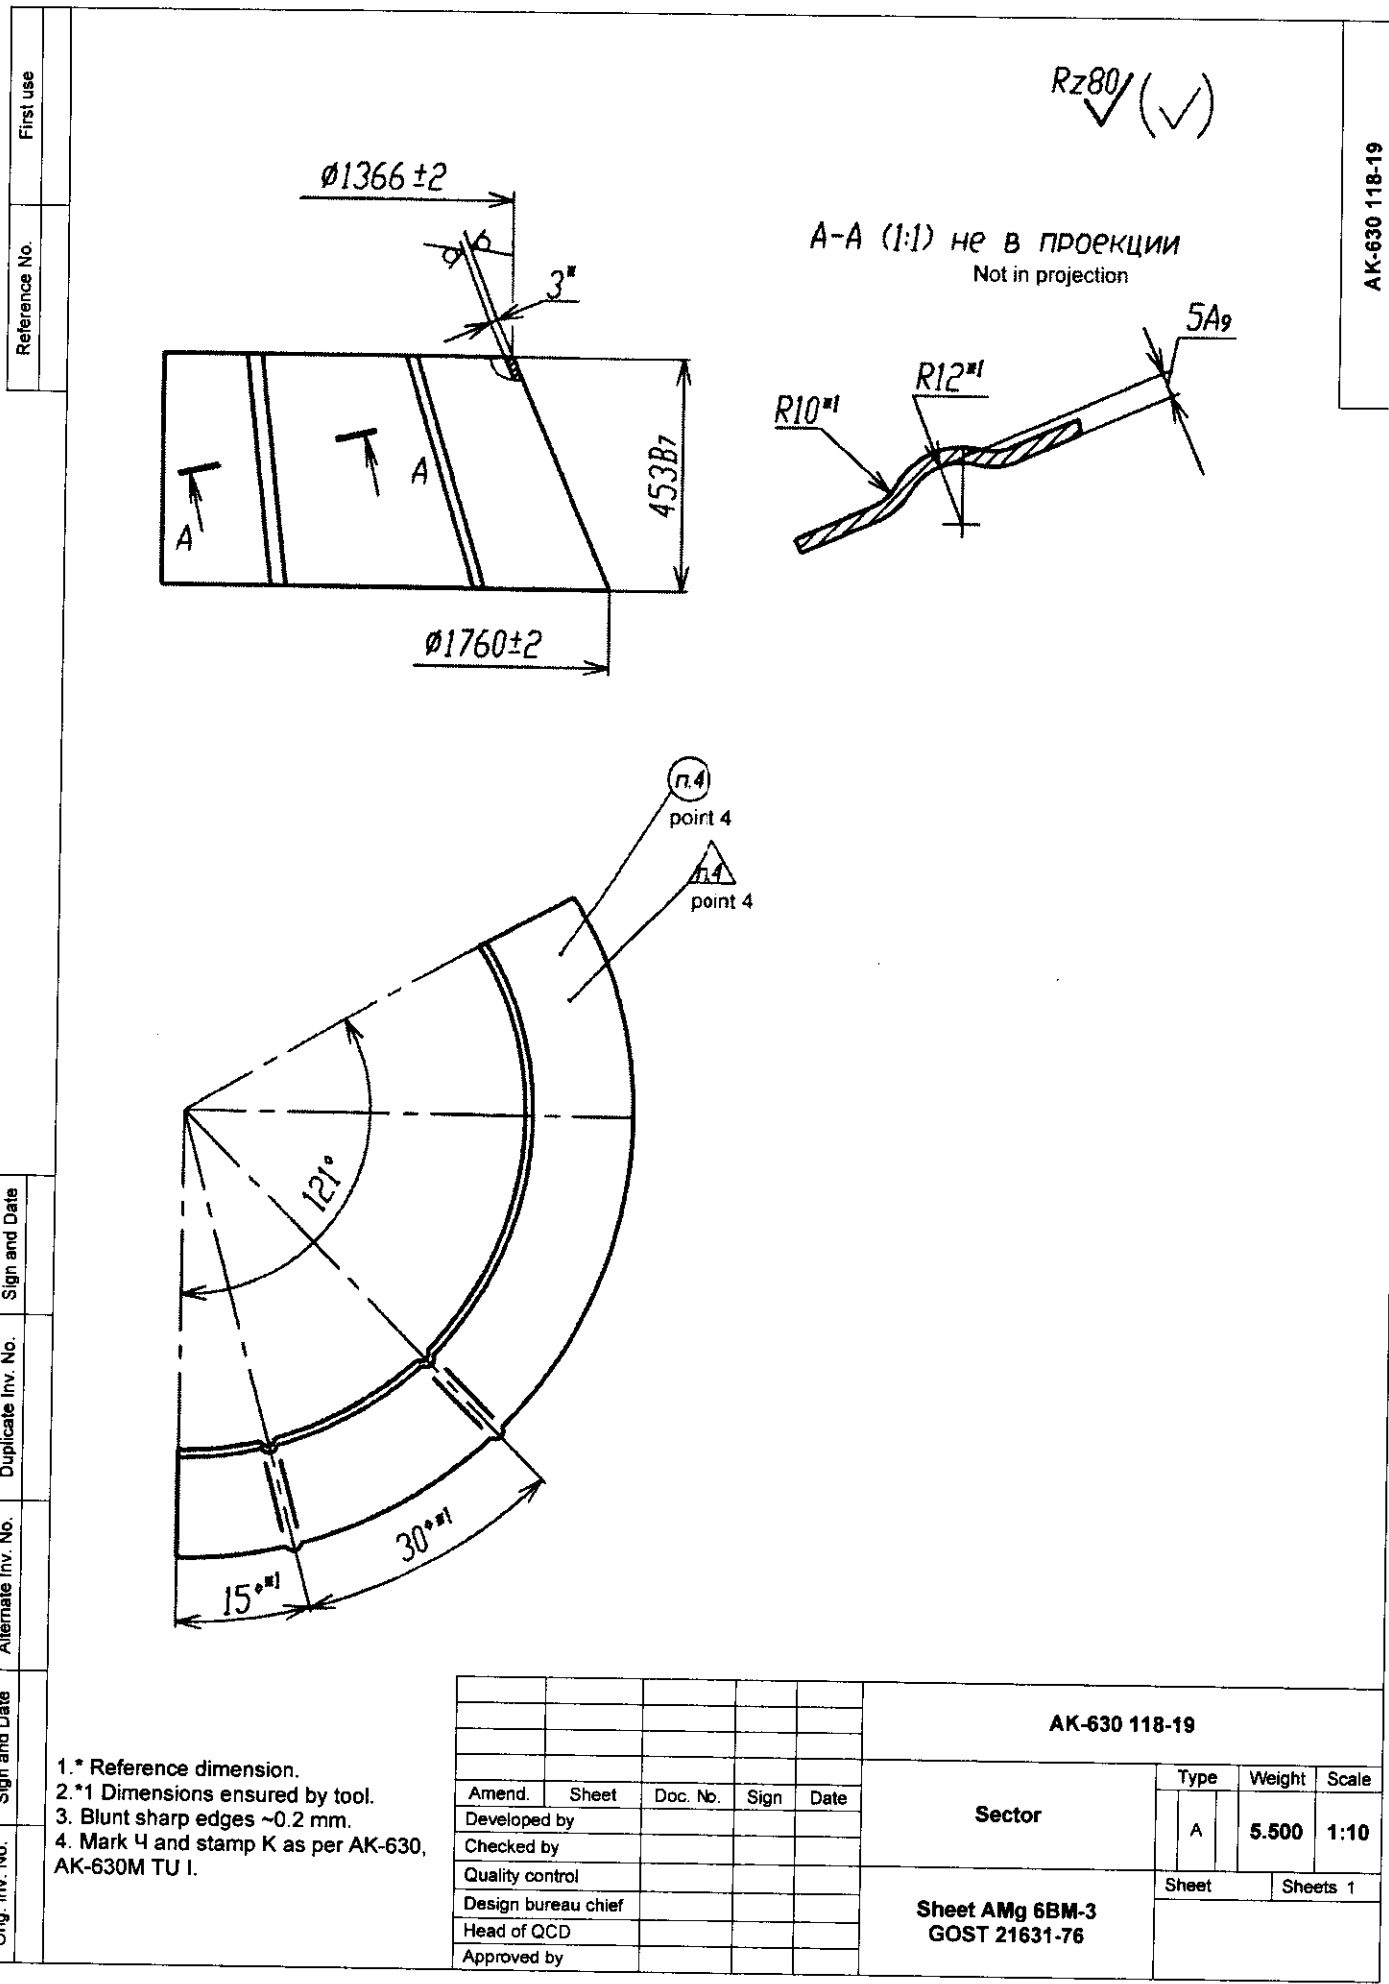 First use
Reference No.
Sign and Date
Duplicate Inv. No.
Alternate Inv. No.
Sign and Date
Orig. Inv. No.
AK-630 118-19
Rz80 (✓)
ø1366±2
3*
453В7
A
A
ø1760±2
A-A (1:1) не в проекции
Not in projection
5A9
R12*1
R10*1
п.4
point 4
п.4
point 4
121°
30°*1
15°*1
1.* Reference dimension.
2.*1 Dimensions ensured by tool.
3. Blunt sharp edges ~0.2 mm.
4. Mark Ч and stamp K as per AK-630,
AK-630M TU I.
AK-630 118-19
Amend. Sheet Doc. No. Sign Date
Developed by
Checked by
Quality control
Design bureau chief
Head of QCD
Approved by
Sector
Type Weight Scale
A 5.500 1:10
Sheet Sheets 1
Sheet AMg 6BM-3
GOST 21631-76